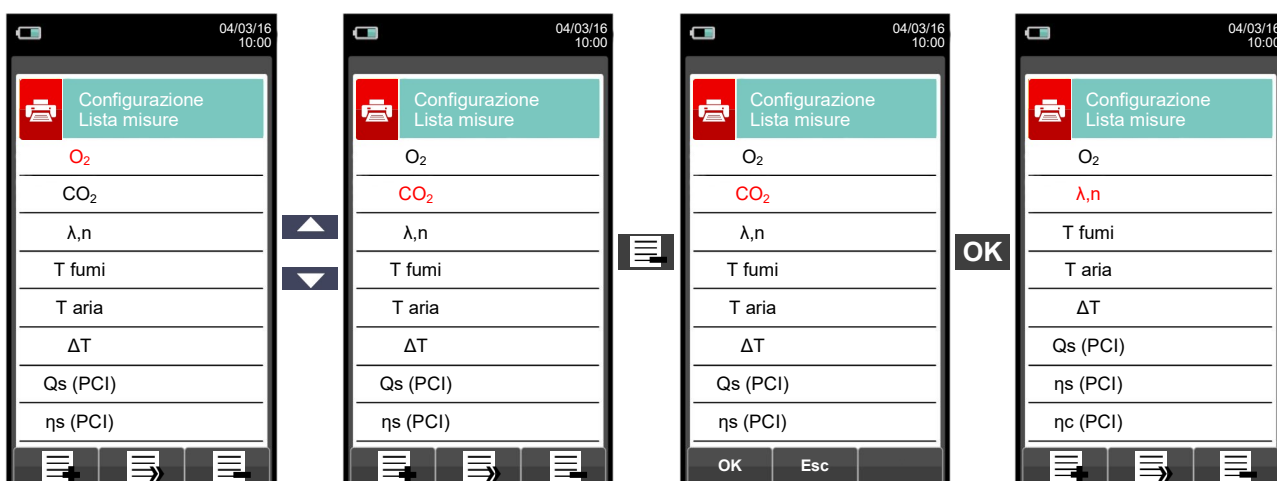 04/03/16
10:00
Configurazione
Lista misure
O₂
CO₂
λ,n
T fumi
T aria
ΔT
Qs (PCI)
ηs (PCI)
04/03/16
10:00
Configurazione
Lista misure
O₂
CO₂
λ,n
T fumi
T aria
ΔT
Qs (PCI)
ηs (PCI)
04/03/16
10:00
Configurazione
Lista misure
O₂
CO₂
λ,n
T fumi
T aria
ΔT
Qs (PCI)
ηs (PCI)
OK Esc
OK
04/03/16
10:00
Configurazione
Lista misure
O₂
λ,n
T fumi
T aria
ΔT
Qs (PCI)
ηs (PCI)
ηc (PCI)